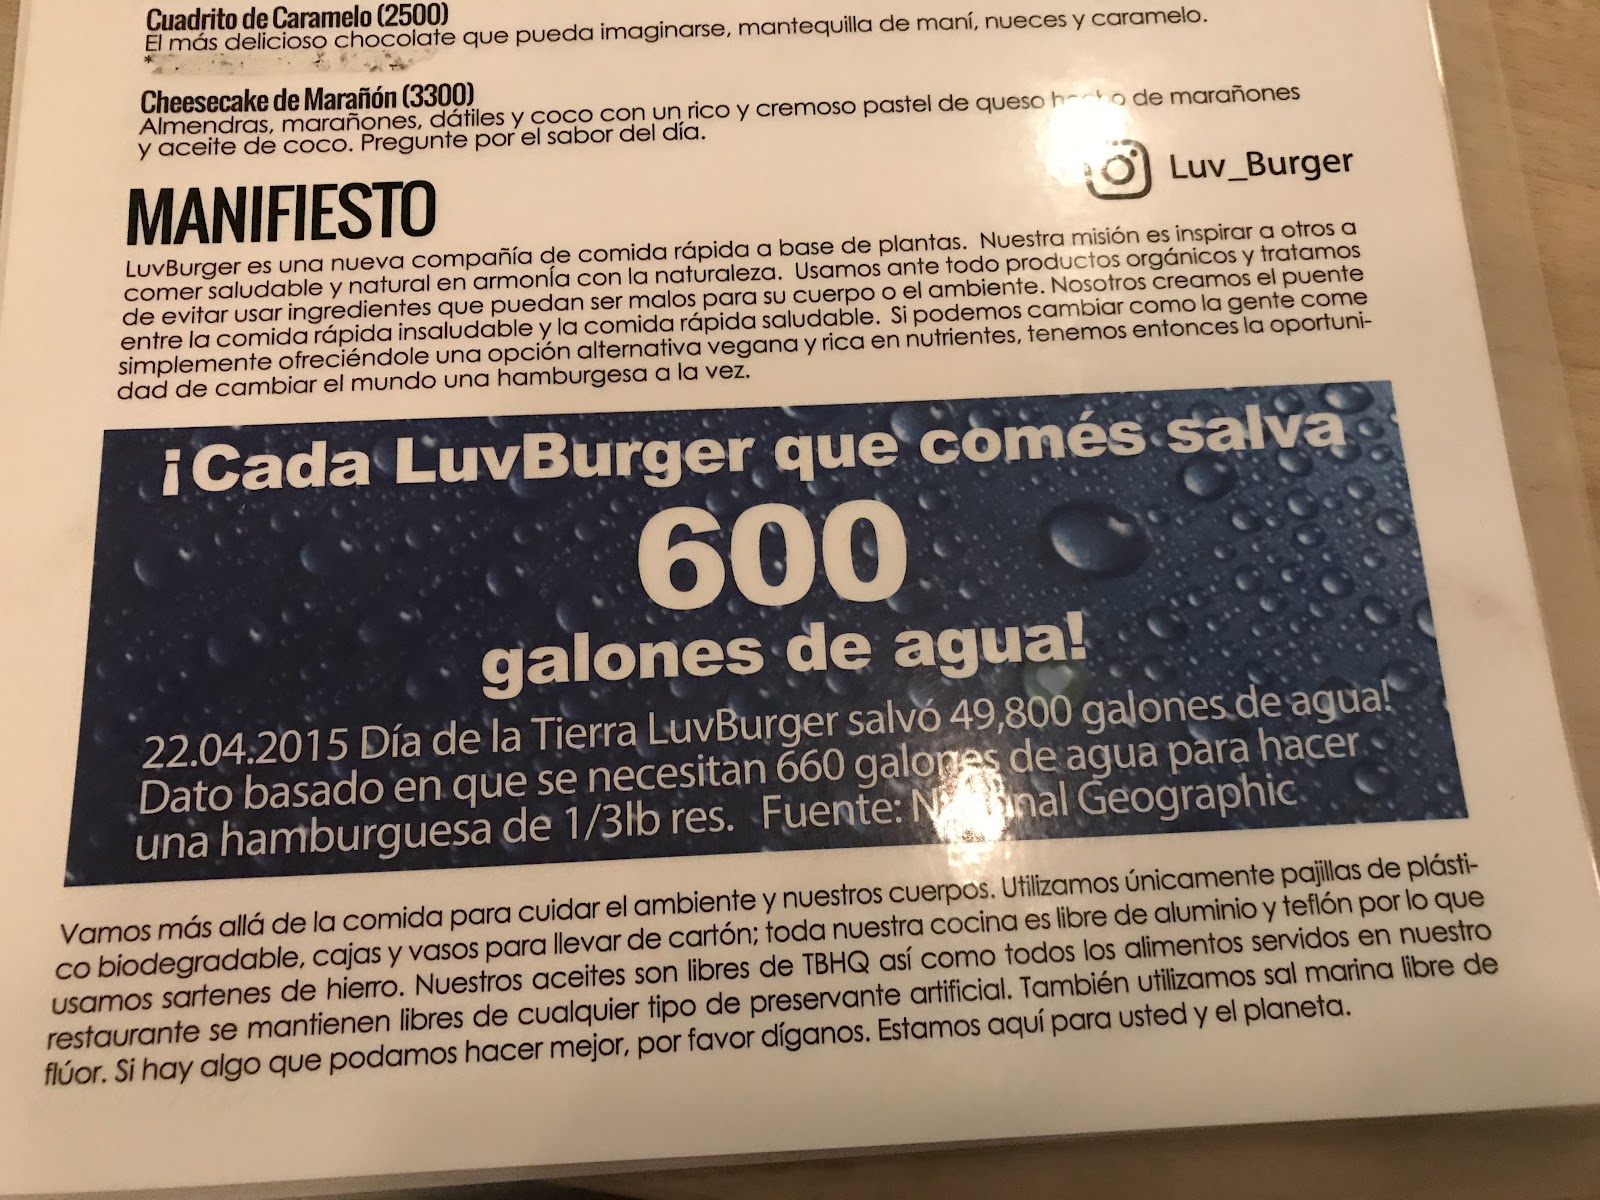 Cuadrito de Caramelo (2500)
El más delicioso chocolate que pueda imaginarse, mantequilla de maní, nueces y caramelo.
*
Cheesecake de Marañón (3300)
Almendras, marañones, dátiles y coco con un rico y cremoso pastel de queso de marañones
y aceite de coco. Pregunte por el sabor del día.
Luv_Burger
MANIFIESTO
LuvBurger es una nueva compañía de comida rápida a base de plantas. Nuestra misión es inspirar a otros a
comer saludable y natural en armonía con la naturaleza. Usamos ante todo productos orgánicos y tratamos
de evitar usar ingredientes que puedan ser malos para su cuerpo o el ambiente. Nosotros creamos el puente
entre la comida rápida insaludable y la comida rápida saludable. Si podemos cambiar como la gente come
simplemente ofreciéndole una opción alternativa vegana y rica en nutrientes, tenemos entonces la oportuni-
dad de cambiar el mundo una hamburgesa a la vez.
¡Cada LuvBurger que comés salva
600
galones de agua!
22.04.2015 Día de la Tierra LuvBurger salvó 49,800 galones de agua!
Dato basado en que se necesitan 660 galones de agua para hacer
una hamburguesa de 1/3lb res. Fuente: National Geographic
Vamos más allá de la comida para cuidar el ambiente y nuestros cuerpos. Utilizamos únicamente pajillas de plásti-
co biodegradable, cajas y vasos para llevar de cartón; toda nuestra cocina es libre de aluminio y teflón por lo que
usamos sartenes de hierro. Nuestros aceites son libres de TBHQ así como todos los alimentos servidos en nuestro
restaurante se mantienen libres de cualquier tipo de preservante artificial. También utilizamos sal marina libre de
flúor. Si hay algo que podamos hacer mejor, por favor díganos. Estamos aquí para usted y el planeta.